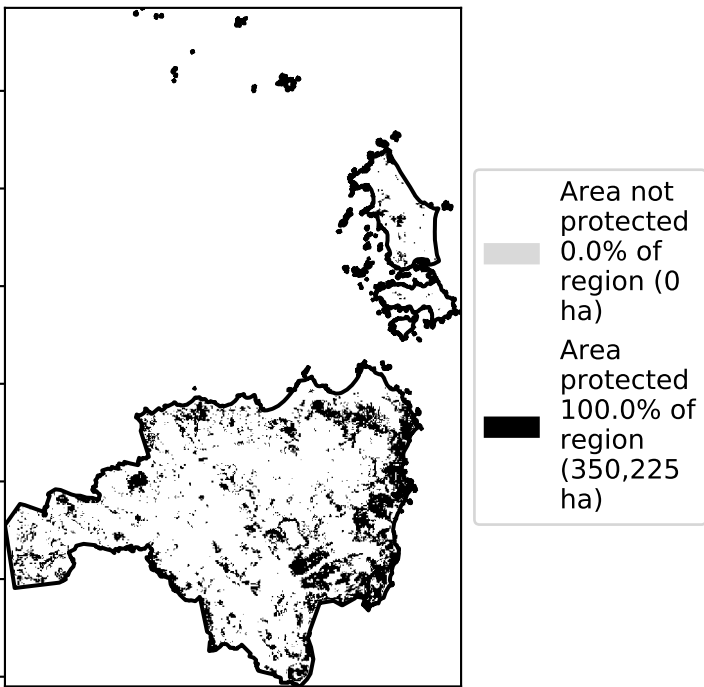 Area not
protected
0.0% of
region (0
ha)
Area
protected
100.0% of
region
(350,225
ha)